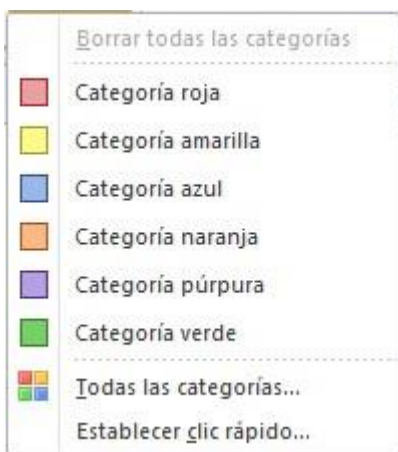 Borrar todas las categorías
Categoría roja
Categoría amarilla
Categoría azul
Categoría naranja
Categoría púrpura
Categoría verde
Todas las categorías...
Establecer clic rápido...